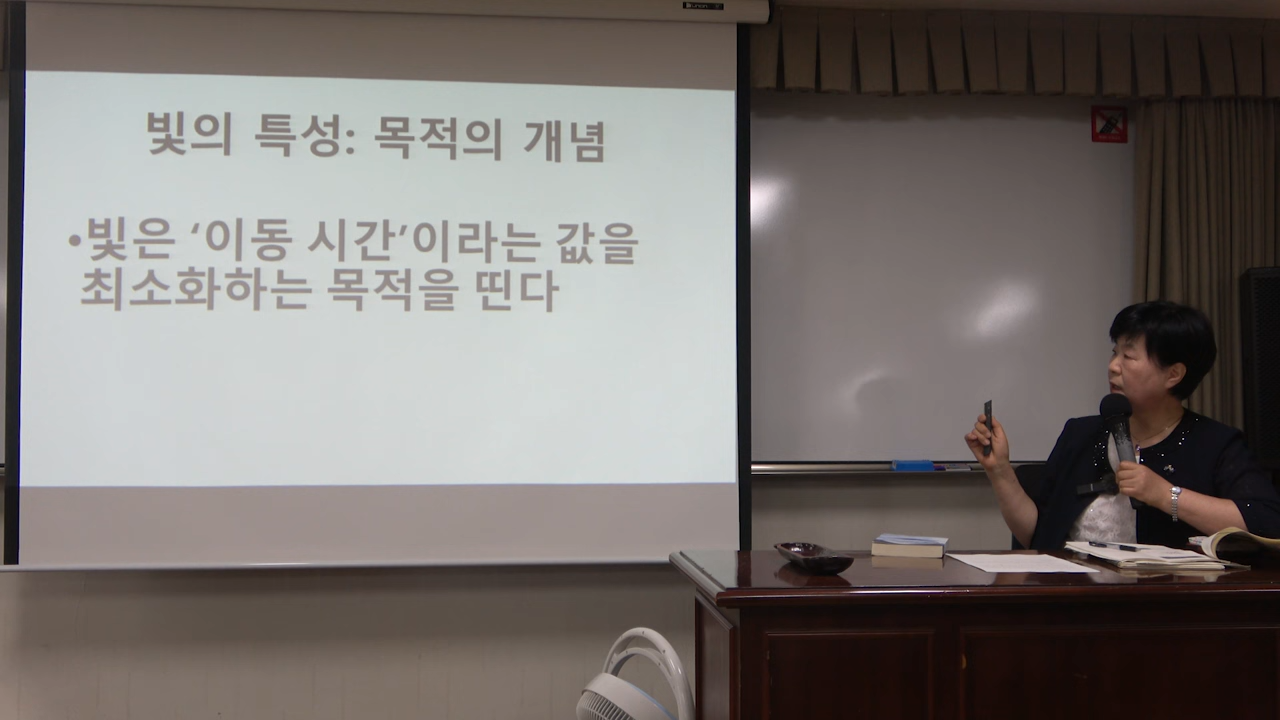 빛의 특성: 목적의 개념
•빛은 ‘이동 시간’이라는 값을
최소화하는 목적을 띤다